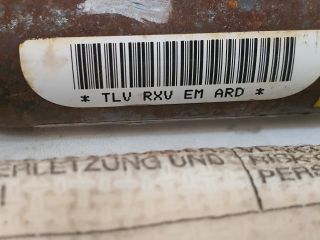 * TLV RXV EM ARD *
ERLETZUNG UND
PERS